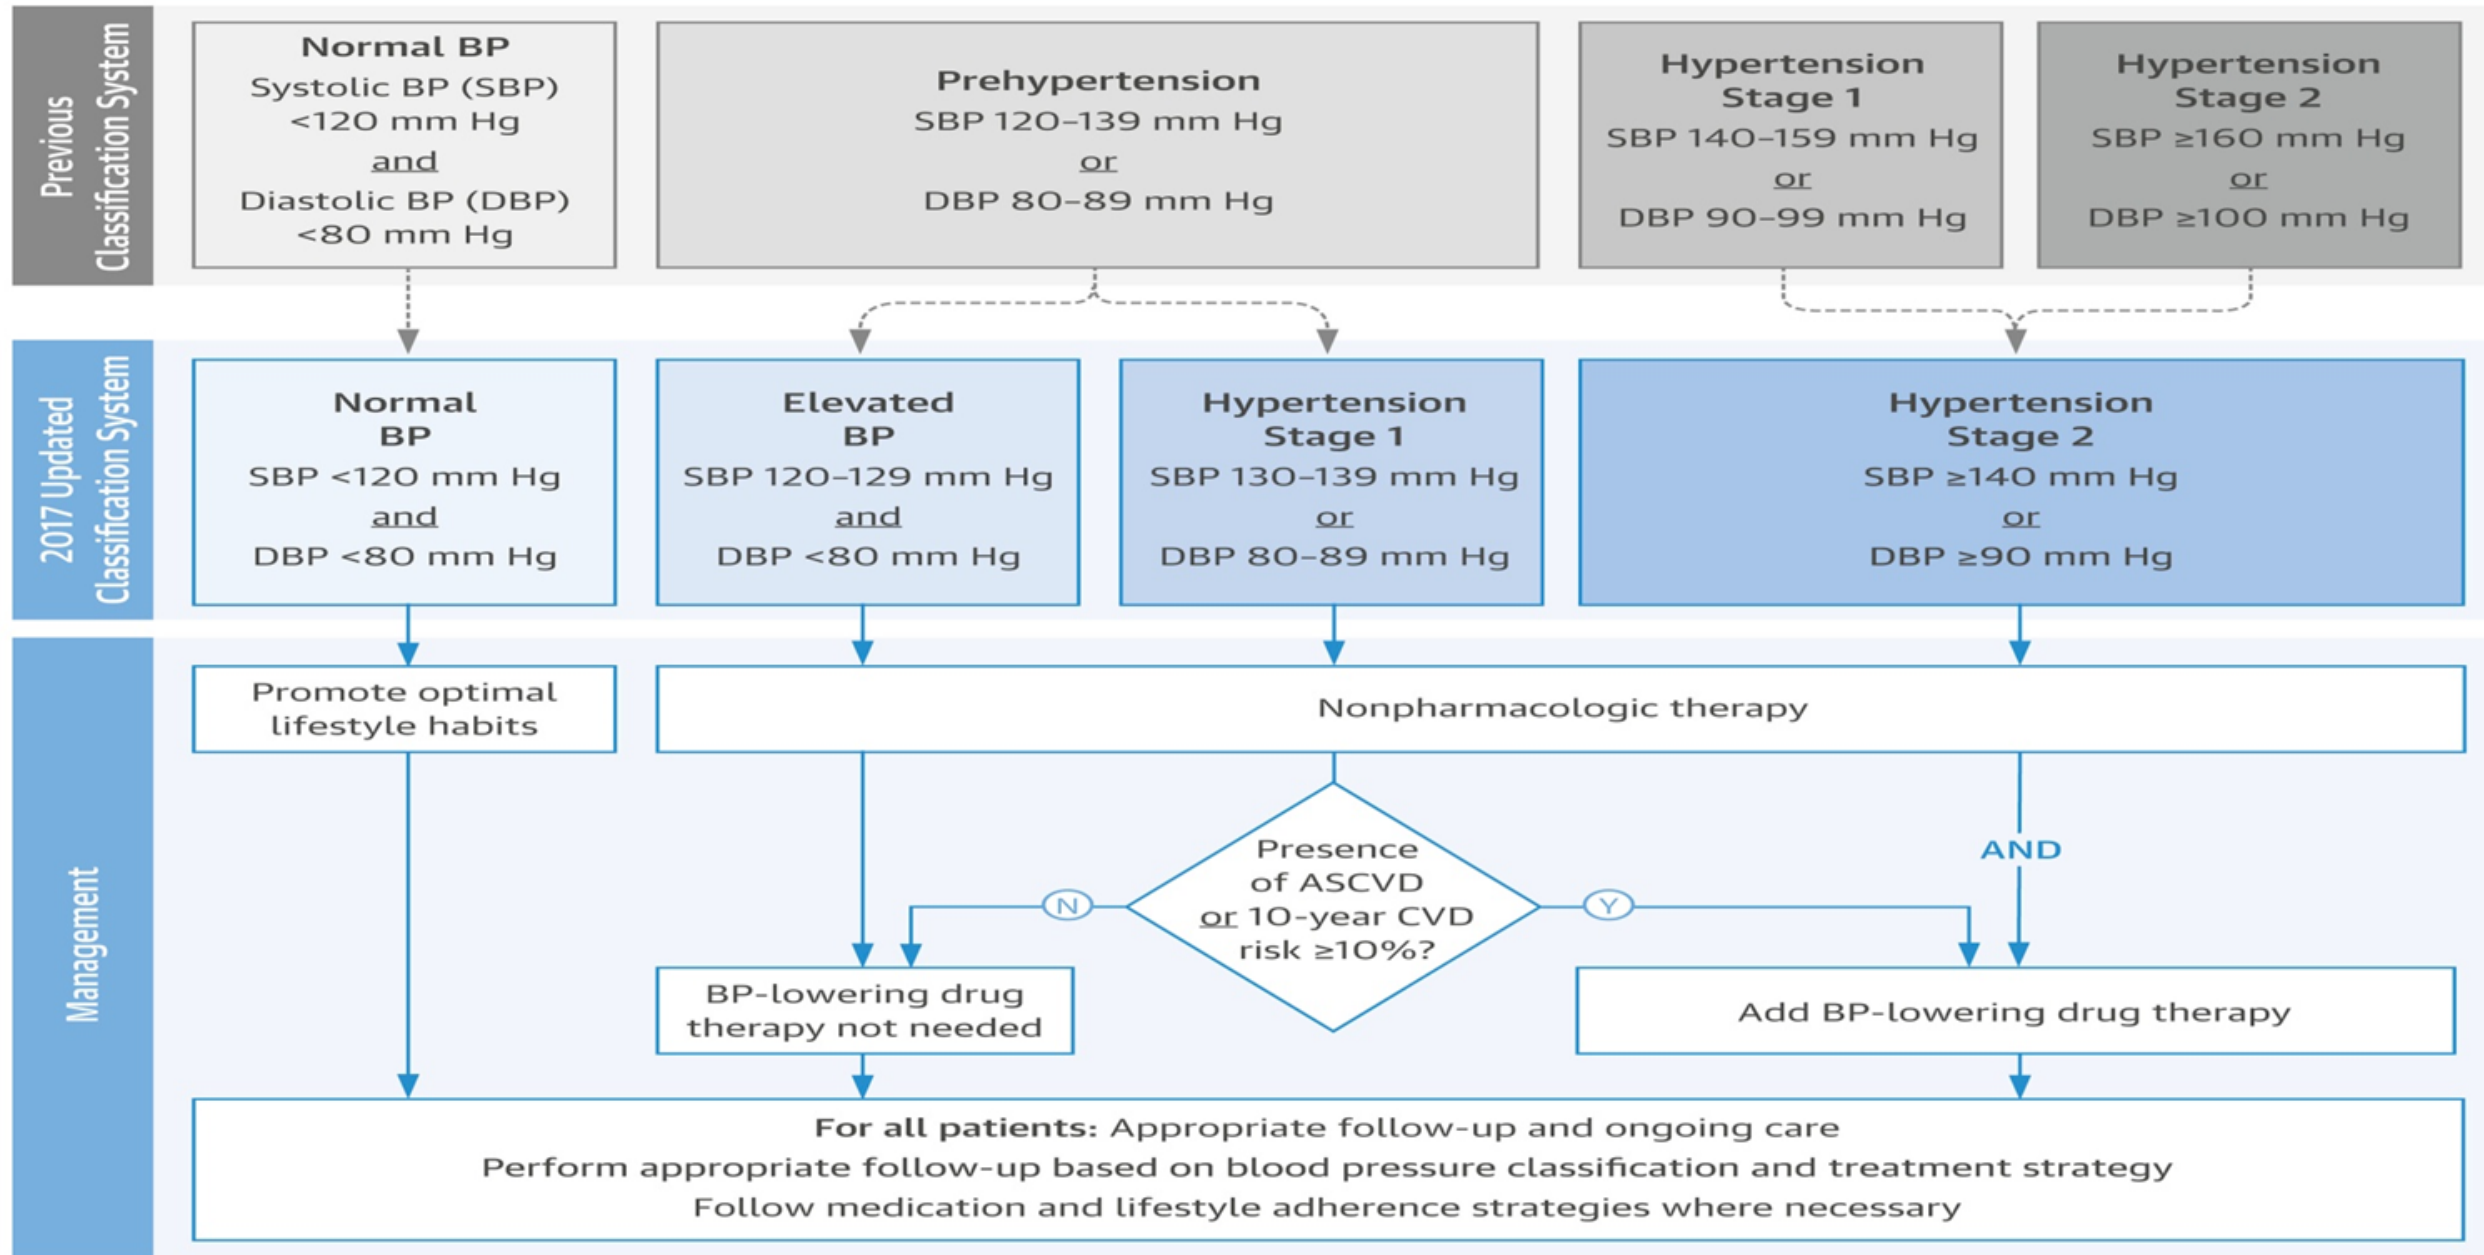 Previous
Classification System
Normal BP
Systolic BP (SBP)
<120 mm Hg
and
Diastolic BP (DBP)
<80 mm Hg
Prehypertension
SBP 120–139 mm Hg
or
DBP 80–89 mm Hg
Hypertension
Stage 1
SBP 140–159 mm Hg
or
DBP 90–99 mm Hg
Hypertension
Stage 2
SBP ≥160 mm Hg
or
DBP ≥100 mm Hg
2017 Updated
Classification System
Normal
BP
SBP <120 mm Hg
and
DBP <80 mm Hg
Elevated
BP
SBP 120–129 mm Hg
and
DBP <80 mm Hg
Hypertension
Stage 1
SBP 130–139 mm Hg
or
DBP 80–89 mm Hg
Hypertension
Stage 2
SBP ≥140 mm Hg
or
DBP ≥90 mm Hg
Management
Promote optimal
lifestyle habits
Nonpharmacologic therapy
Presence
of ASCVD
or 10-year CVD
risk ≥10%?
N
Y
AND
BP-lowering drug
therapy not needed
Add BP-lowering drug therapy
For all patients: Appropriate follow-up and ongoing care
Perform appropriate follow-up based on blood pressure classification and treatment strategy
Follow medication and lifestyle adherence strategies where necessary